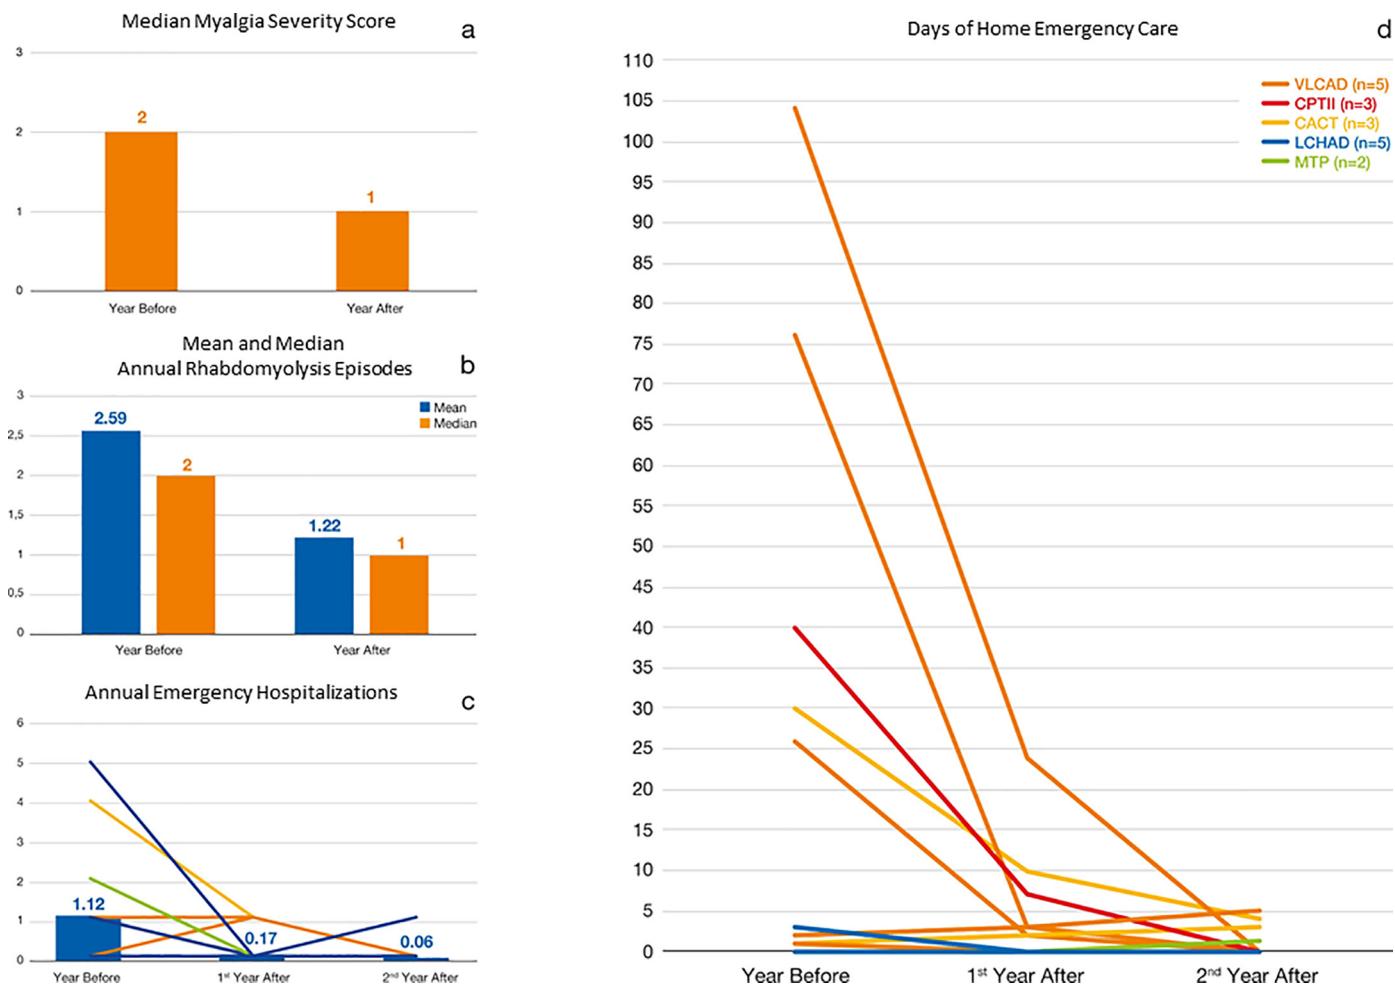 Median Myalgia Severity Score
a
3
2
1
0
2
1
Year Before
Year After
Mean and Median
Annual Rhabdomyolysis Episodes
b
3
2,5
2
1,5
1
0,5
0
Mean
Median
2.59
2
1.22
1
Year Before
Year After
Annual Emergency Hospitalizations
c
6
5
4
3
2
1
0
1.12
0.17
0.06
Year Before
1st Year After
2nd Year After
Days of Home Emergency Care
d
110
105
100
95
90
85
80
75
70
65
60
55
50
45
40
35
30
25
20
15
10
5
0
VLCAD (n=5)
CPTII (n=3)
CACT (n=3)
LCHAD (n=5)
MTP (n=2)
Year Before
1st Year After
2nd Year After